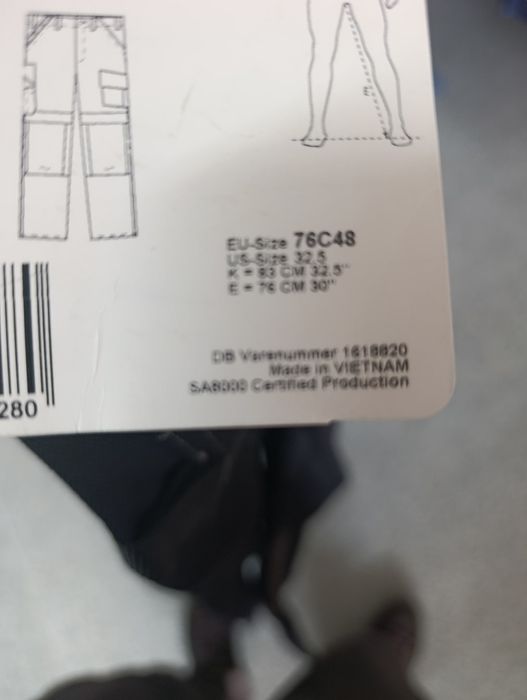 E
EU-Size 76C48
US-Size 32,5
K = 83 CM 32.5"
E = 76 CM 30"
280
DB Varenummer 1618820
Made in VIETNAM
SA8000 Certified Production